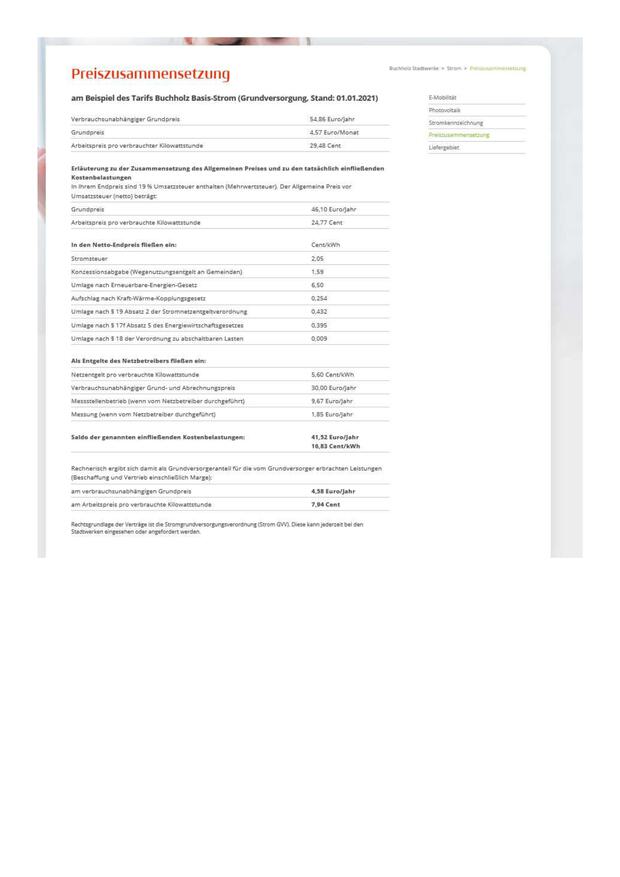 Preiszusammensetzung
Buchholz Stadtwerke » Strom » Preiszusammensetzung
am Beispiel des Tarifs Buchholz Basis-Strom (Grundversorgung, Stand: 01.01.2021)
E-Mobilität
Photovoltaik
Stromkennzeichnung
Preiszusammensetzung
Liefergebiet
Verbrauchsunabhängiger Grundpreis 54,86 Euro/Jahr
Grundpreis 4,57 Euro/Monat
Arbeitspreis pro verbrauchter Kilowattstunde 29,48 Cent
Erläuterung zu der Zusammensetzung des Allgemeinen Preises und zu den tatsächlich einfließenden
Kostenbelastungen
In Ihrem Endpreis sind 19 % Umsatzsteuer enthalten (Mehrwertsteuer). Der Allgemeine Preis vor
Umsatzsteuer (netto) beträgt:
Grundpreis 46,10 Euro/Jahr
Arbeitspreis pro verbrauchte Kilowattstunde 24,77 Cent
In den Netto-Endpreis fließen ein: Cent/kWh
Stromsteuer 2,05
Konzessionsabgabe (Wegenutzungsentgelt an Gemeinden) 1,59
Umlage nach Erneuerbare-Energien-Gesetz 6,50
Aufschlag nach Kraft-Wärme-Kopplungsgesetz 0,254
Umlage nach § 19 Absatz 2 der Stromnetzentgeltverordnung 0,432
Umlage nach § 17f Absatz 5 des Energiewirtschaftsgesetzes 0,395
Umlage nach § 18 der Verordnung zu abschaltbaren Lasten 0,009
Als Entgelte des Netzbetreibers fließen ein:
Netzentgelt pro verbrauchte Kilowattstunde 5,60 Cent/kWh
Verbrauchsunabhängiger Grund- und Abrechnungspreis 30,00 Euro/Jahr
Messstellenbetrieb (wenn vom Netzbetreiber durchgeführt) 9,67 Euro/Jahr
Messung (wenn vom Netzbetreiber durchgeführt) 1,85 Euro/Jahr
Saldo der genannten einfließenden Kostenbelastungen: 41,52 Euro/Jahr
16,83 Cent/kWh
Rechnerisch ergibt sich damit als Grundversorgeranteil für die vom Grundversorger erbrachten Leistungen
(Beschaffung und Vertrieb einschließlich Marge):
am verbrauchsunabhängigen Grundpreis 4,58 Euro/Jahr
am Arbeitspreis pro verbrauchte Kilowattstunde 7,94 Cent
Rechtsgrundlage der Verträge ist die Stromgrundversorgungsverordnung (Strom GVV). Diese kann jederzeit bei den
Stadtwerken eingesehen oder angefordert werden.